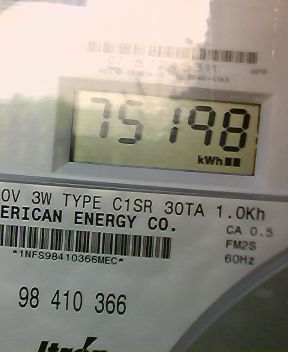 75198
kWh
0V 3W TYPE C1SR 30TA 1.0Kh
ERICAN ENERGY CO.
CA 0.5
FM2S
*1NFS98410366MEC*
60Hz
98 410 366
Itrón